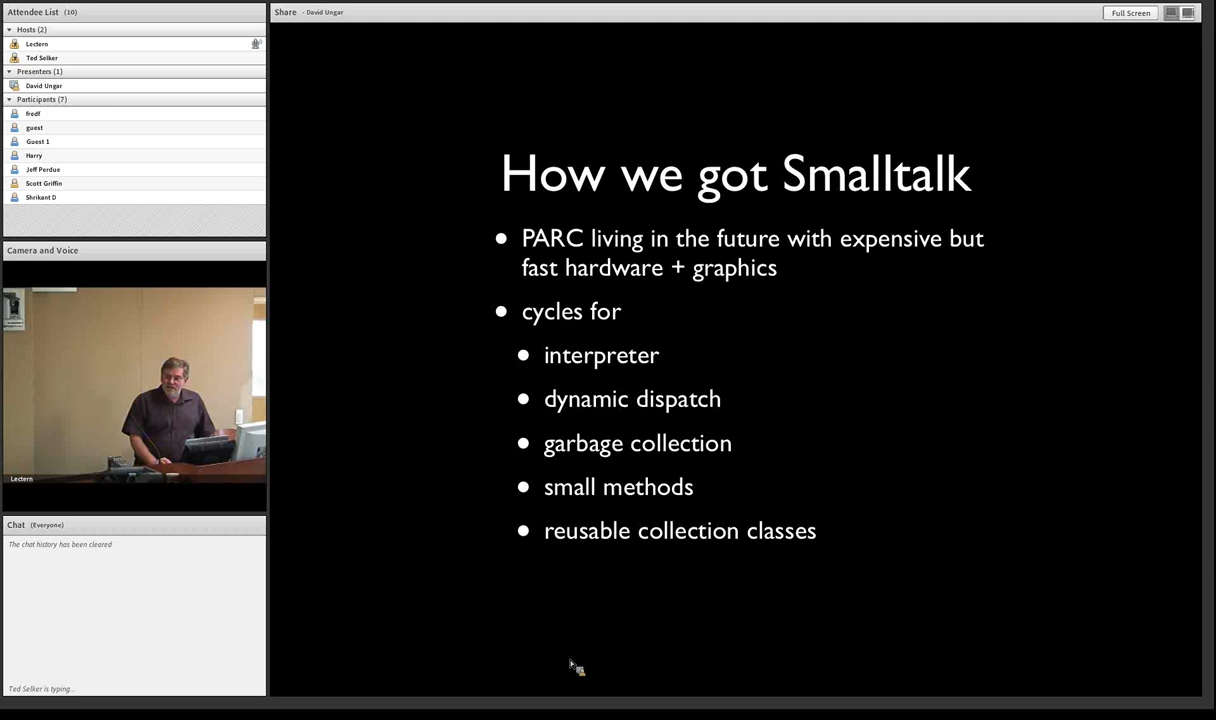 Attendee List (10)
Hosts (2)
Lectern
Ted Selker
Presenters (1)
David Ungar
Participants (7)
fredf
guest
Guest 1
Harry
Jeff Perdue
Scott Griffin
Shrikant D
Camera and Voice
Lectern
Chat (Everyone)
The chat history has been cleared
Ted Selker is typing...
Share - David Ungar
Full Screen
How we got Smalltalk
• PARC living in the future with expensive but
fast hardware + graphics
• cycles for
• interpreter
• dynamic dispatch
• garbage collection
• small methods
• reusable collection classes